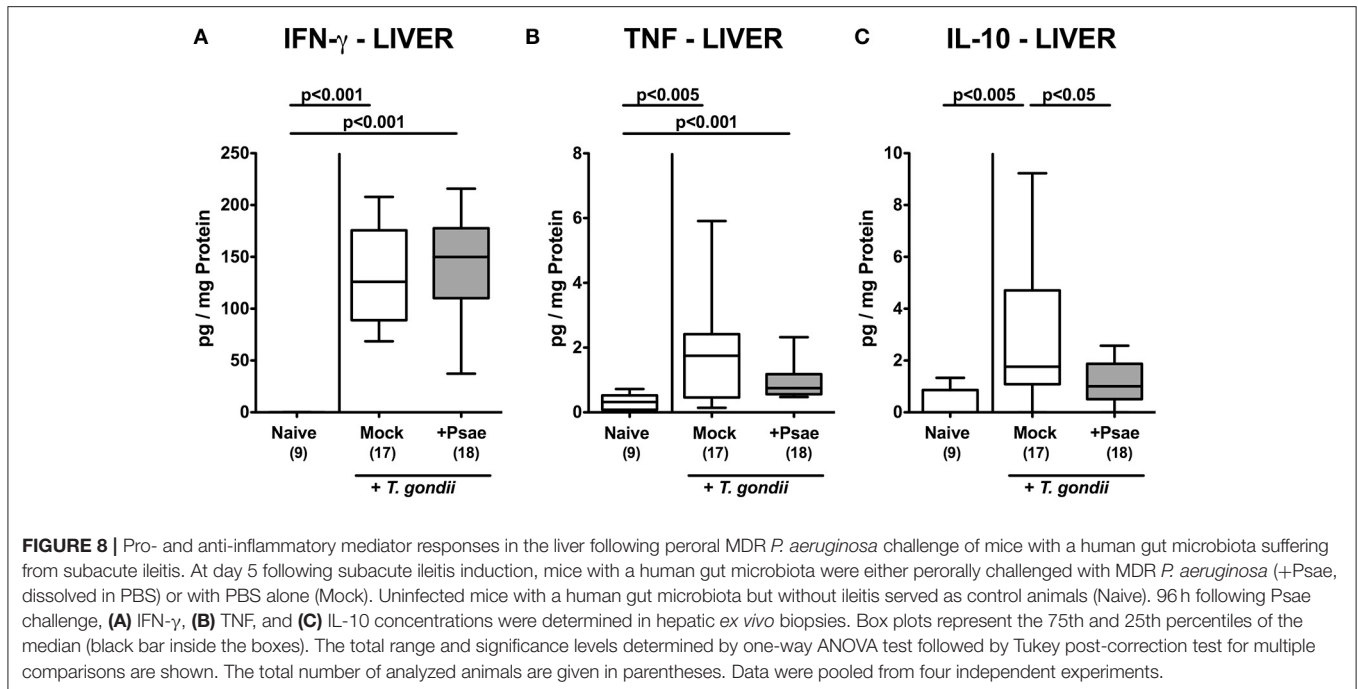 A IFN-γ - LIVER
p<0.001
p<0.001
pg / mg Protein
250
200
150
100
50
0
Naive Mock +Psae
(9) (17) (18)
+ T. gondii
B TNF - LIVER
p<0.005
p<0.001
pg / mg Protein
8
6
4
2
0
Naive Mock +Psae
(9) (17) (18)
+ T. gondii
C IL-10 - LIVER
p<0.005 p<0.05
pg / mg Protein
10
8
6
4
2
0
Naive Mock +Psae
(9) (17) (18)
+ T. gondii
FIGURE 8 | Pro- and anti-inflammatory mediator responses in the liver following peroral MDR P. aeruginosa challenge of mice with a human gut microbiota suffering
from subacute ileitis. At day 5 following subacute ileitis induction, mice with a human gut microbiota were either perorally challenged with MDR P. aeruginosa (+Psae,
dissolved in PBS) or with PBS alone (Mock). Uninfected mice with a human gut microbiota but without ileitis served as control animals (Naive). 96 h following Psae
challenge, (A) IFN-γ, (B) TNF, and (C) IL-10 concentrations were determined in hepatic ex vivo biopsies. Box plots represent the 75th and 25th percentiles of the
median (black bar inside the boxes). The total range and significance levels determined by one-way ANOVA test followed by Tukey post-correction test for multiple
comparisons are shown. The total number of analyzed animals are given in parentheses. Data were pooled from four independent experiments.